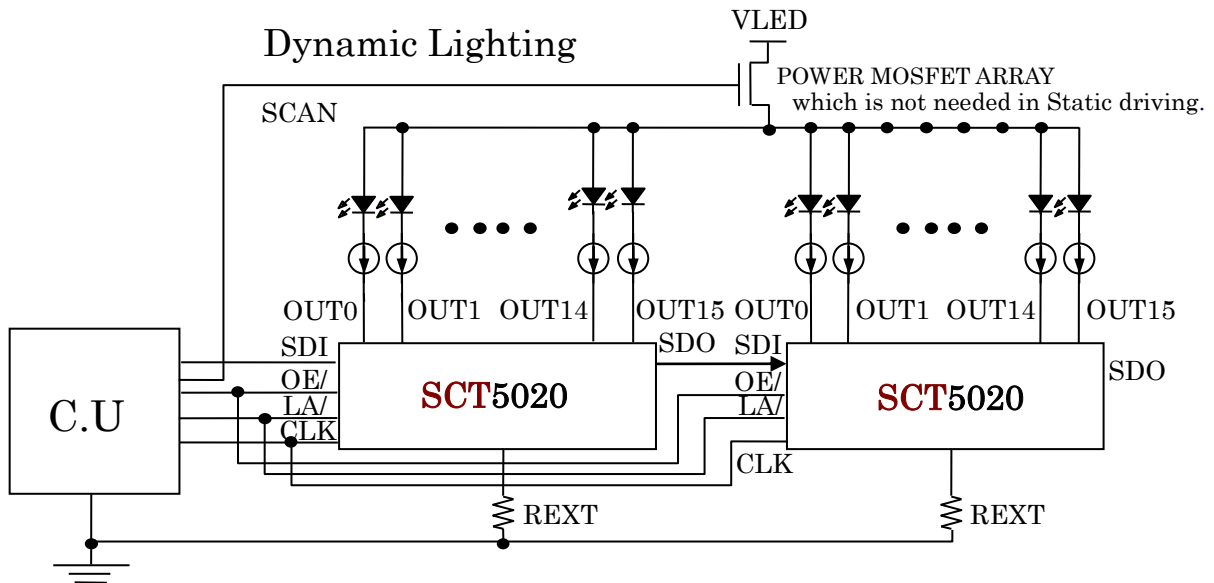 VLED
Dynamic Lighting
POWER MOSFET ARRAY
which is not needed in Static driving.
SCAN
OUT0
OUT1
OUT14
OUT15
OUT0
OUT1
OUT14
OUT15
SDI
SDO
SDI
SDO
OE/
OE/
LA/
LA/
CLK
CLK
C.U
SCT5020
SCT5020
REXT
REXT